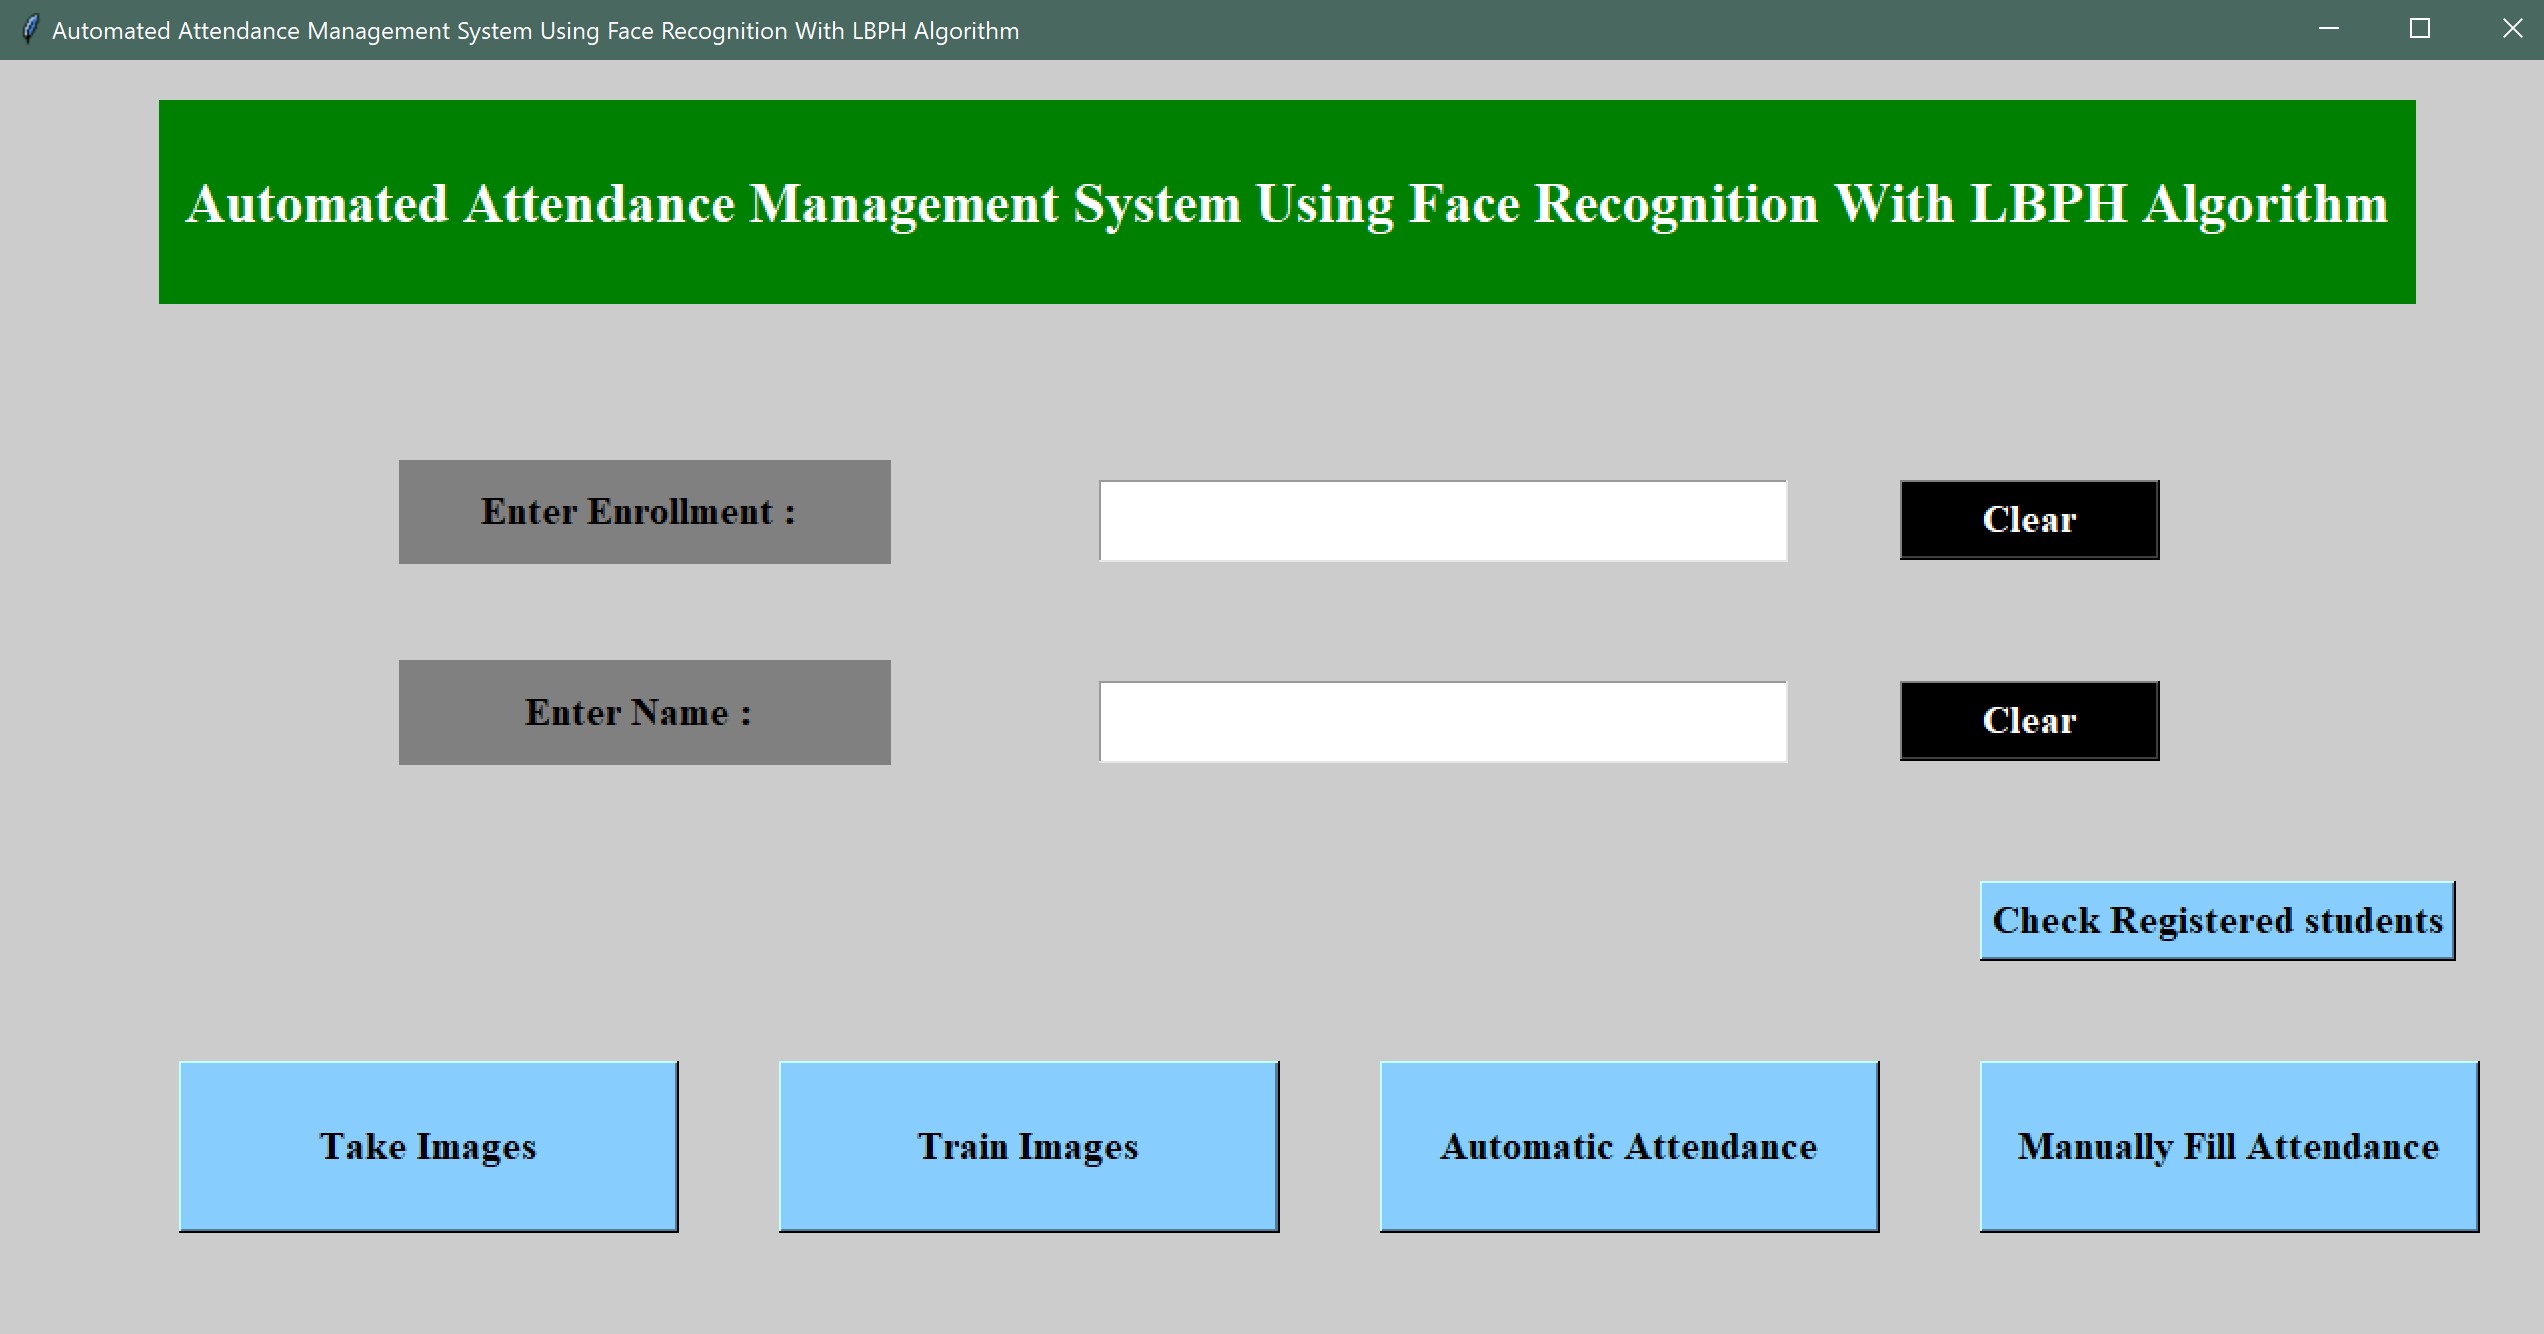 Automated Attendance Management System Using Face Recognition With LBPH Algorithm
Automated Attendance Management System Using Face Recognition With LBPH Algorithm
Enter Enrollment :
Clear
Enter Name :
Clear
Check Registered students
Take Images
Train Images
Automatic Attendance
Manually Fill Attendance